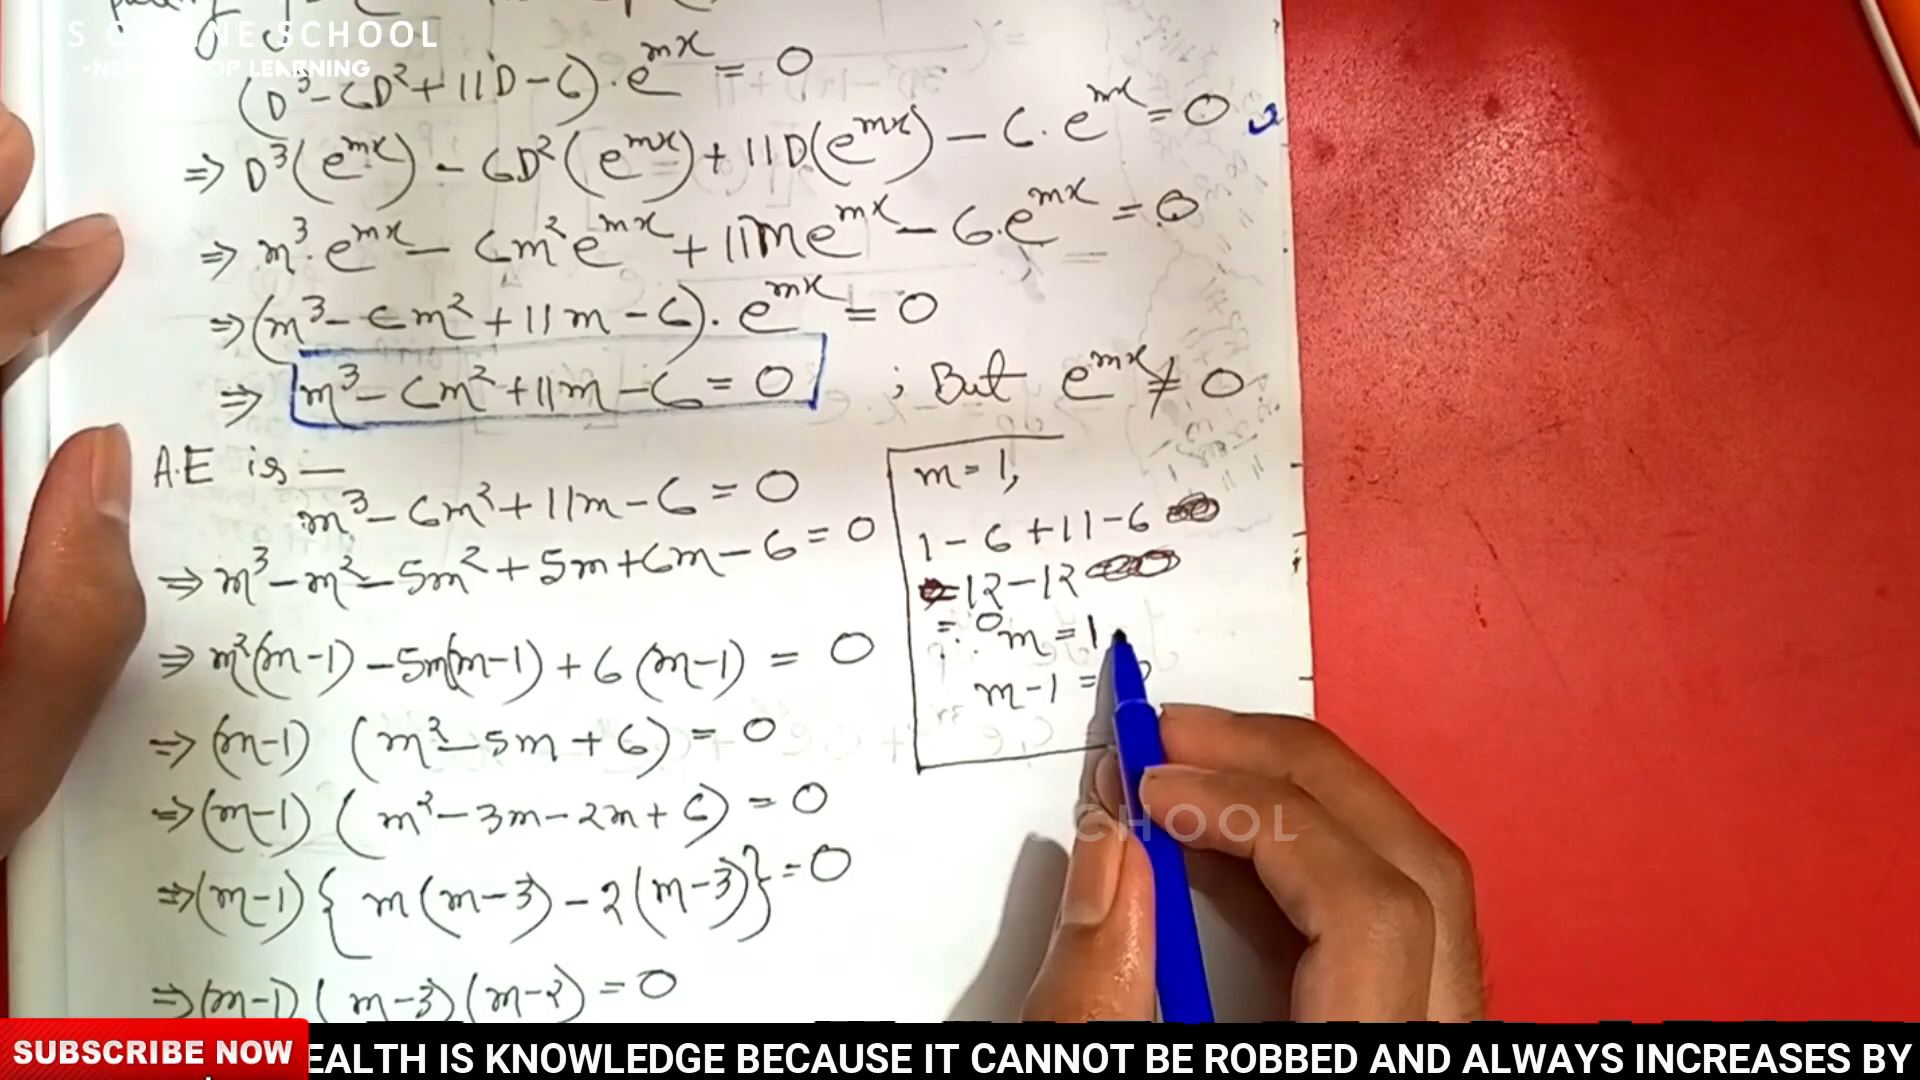 S ONLINE SCHOOL
OP LEARNING
(D³-6D²+11D-6).e^mx = 0
⇒ D³(e^mx) - 6D²(e^mx) + 11D(e^mx) - 6.e^mx = 0
⇒ m³.e^mx - 6m²e^mx + 11me^mx - 6.e^mx = 0
⇒ (m³-6m²+11m-6).e^mx = 0
⇒ m³-6m²+11m-6 = 0 ; But e^mx ≠ 0
A.E is —
m³-6m²+11m-6 = 0
⇒ m³-m²-5m²+5m+6m-6 = 0
⇒ m²(m-1) -5m(m-1) + 6(m-1) = 0
⇒ (m-1) (m²-5m+6) = 0
⇒ (m-1) (m²-3m-2m+6) = 0
⇒ (m-1) { m(m-3) - 2(m-3)} = 0
⇒ (m-1) (m-3)(m-2) = 0
m = 1,
1-6+11-6
=12-12
= 0
∴ m = 1
m-1 =
CHOOL
SUBSCRIBE NOW
EALTH IS KNOWLEDGE BECAUSE IT CANNOT BE ROBBED AND ALWAYS INCREASES BY